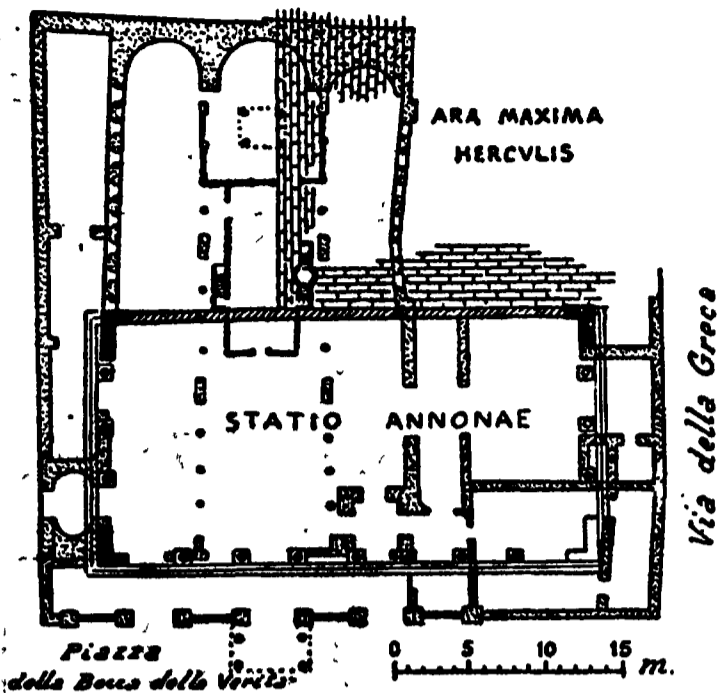 ARA MAXIMA
HERCVLIS
STATIO ANNONAE
Via della Greca
Piazza
della Bocca della Verità
0 5 10 15 m.